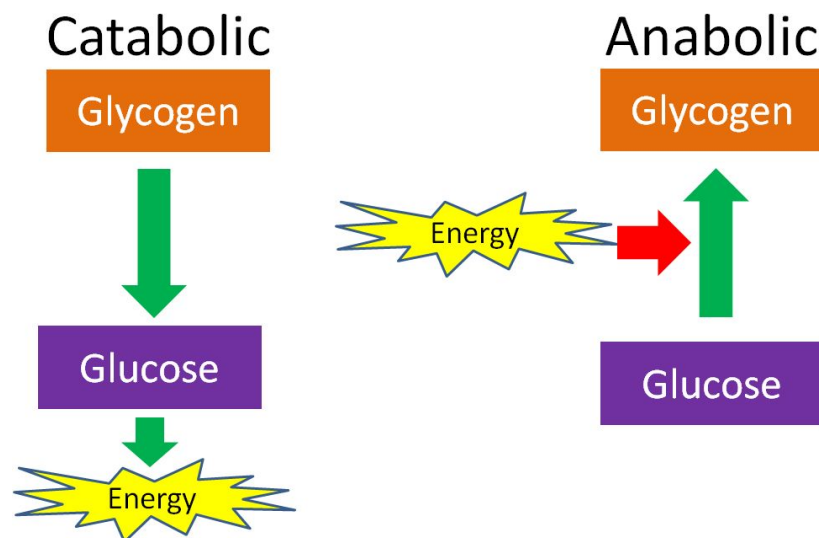 Catabolic
Glycogen
Glucose
Energy
Anabolic
Glycogen
Energy
Glucose